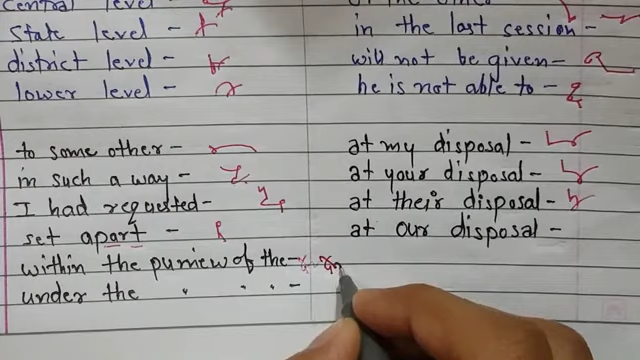 Central level -
State level -
district level -
lower level -
to some other -
in such a way -
I had requested -
set apart -
within the purview of the -
under the " " " -
in the last session -
will not be given -
he is not able to -
at my disposal -
at your disposal -
at their disposal -
at our disposal -